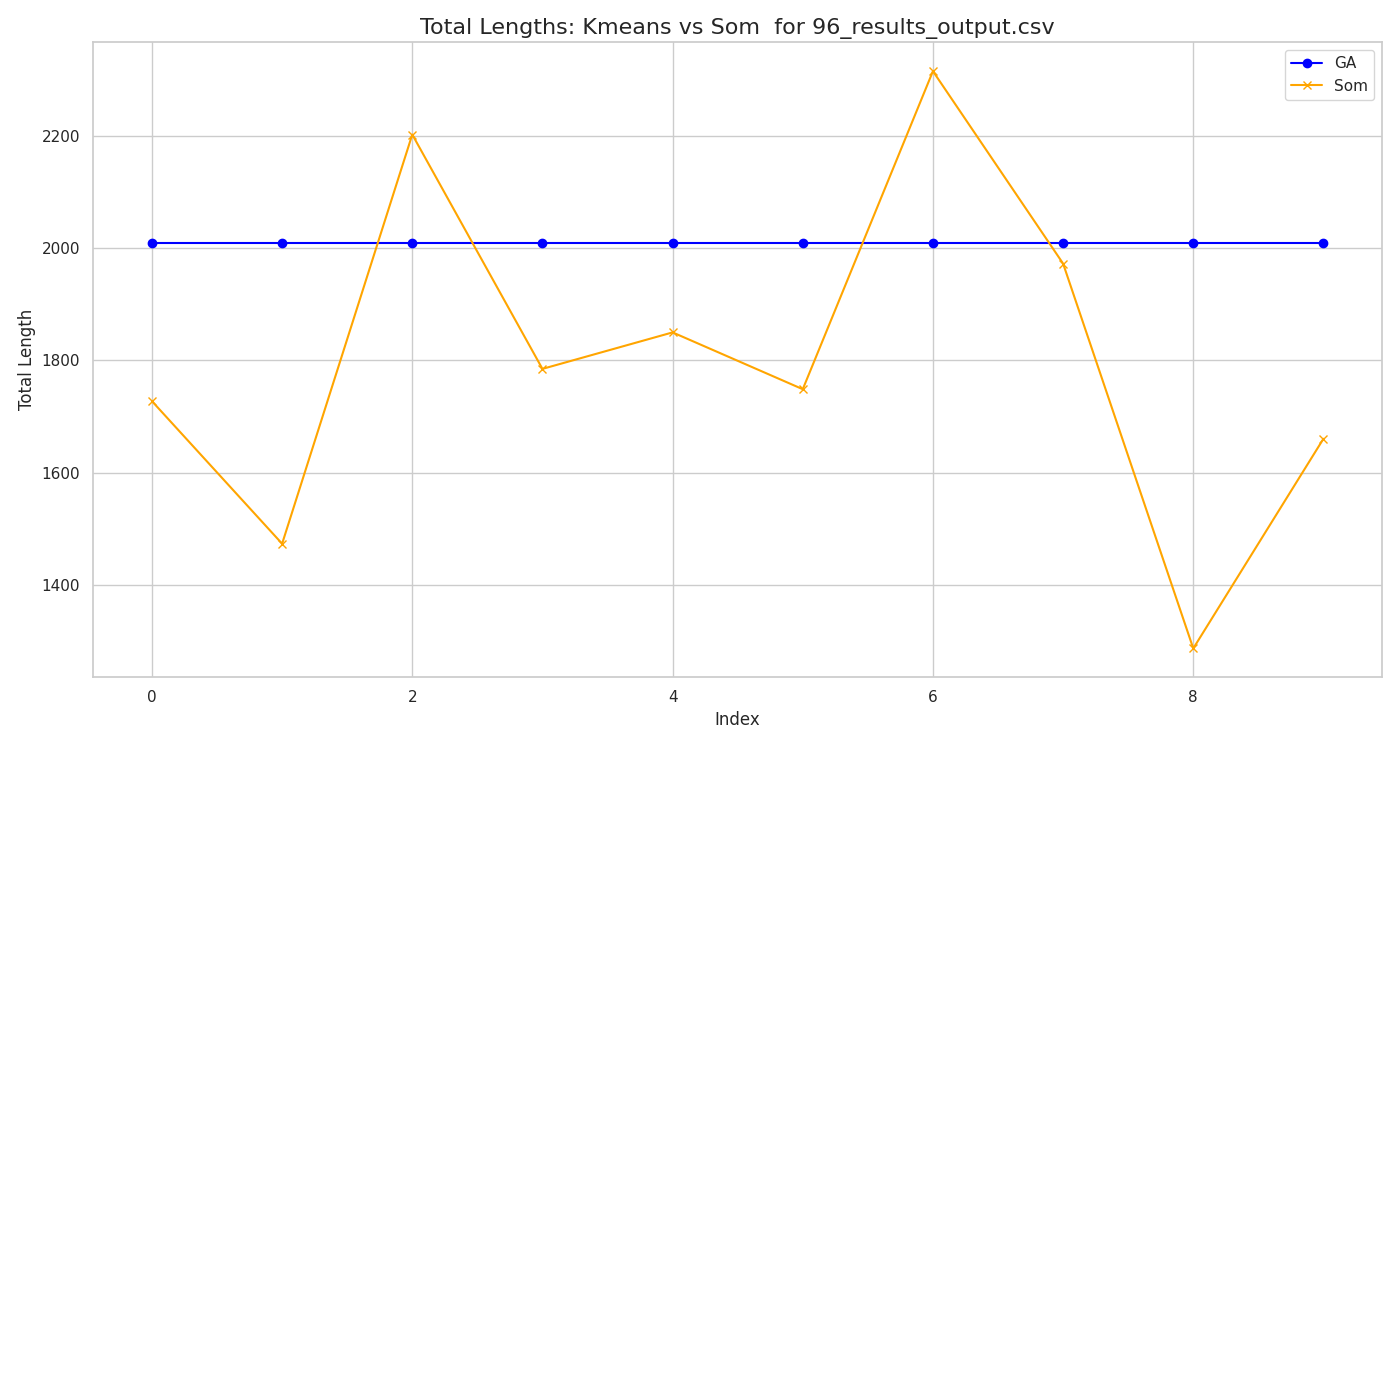 Total Lengths: Kmeans vs Som  for 96_results_output.csv
GA
Som
2200
2000
1800
1600
1400
Total Length
0 2 4 6 8
Index